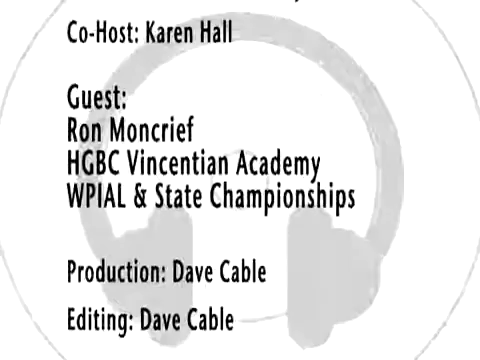 Co-Host: Karen Hall
Guest:
Ron Moncrief
HGBC Vincentian Academy
WPIAL & State Championships
Production: Dave Cable
Editing: Dave Cable